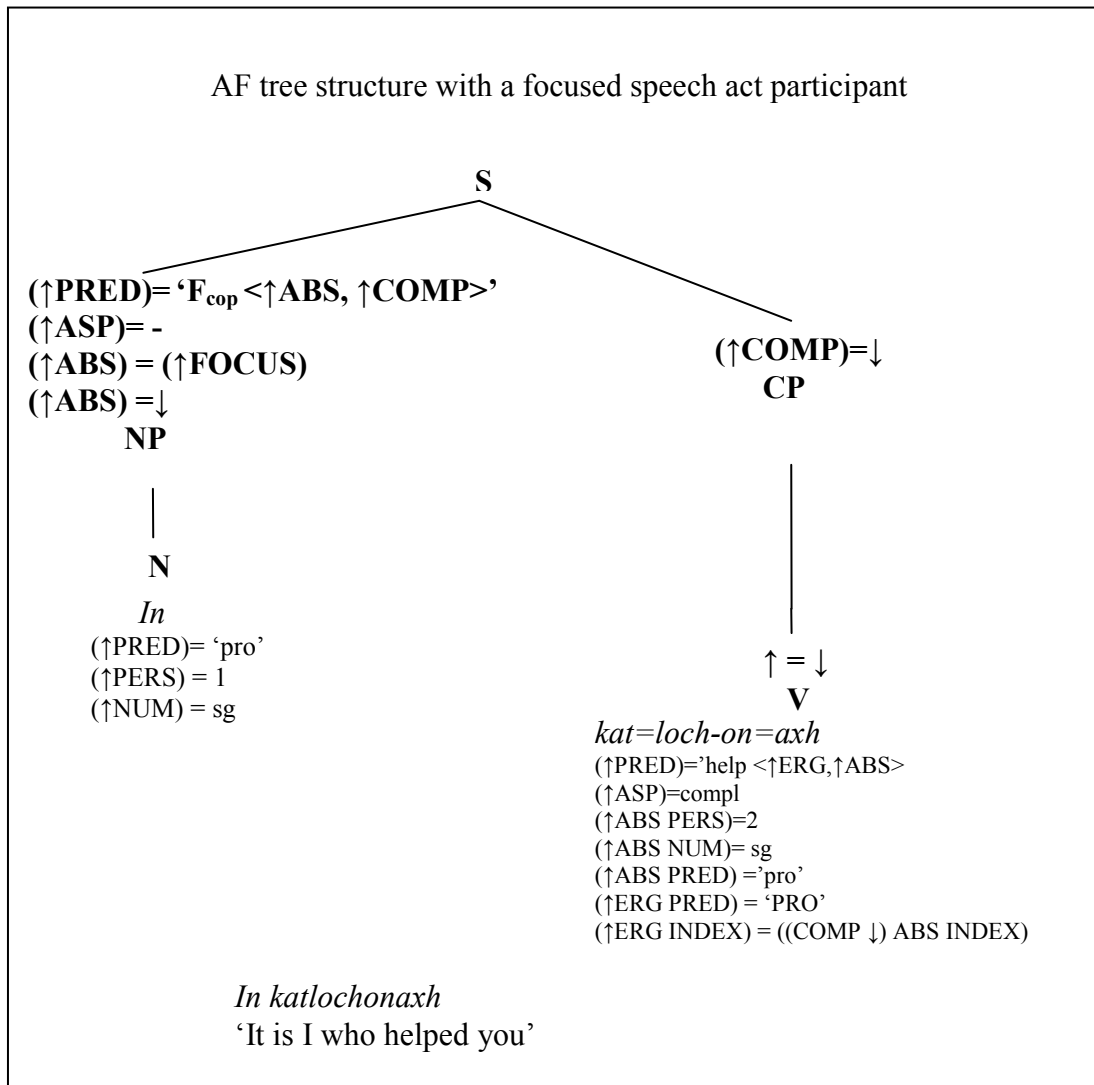 AF tree structure with a focused speech act participant
S
(↑PRED)= ‘Fcop <↑ABS, ↑COMP>’
(↑ASP)= -
(↑ABS) = (↑FOCUS)
(↑ABS) =↓
NP
N
In
(↑PRED)= ‘pro’
(↑PERS) = 1
(↑NUM) = sg
(↑COMP)=↓
CP
↑ = ↓
V
kat=loch-on=axh
(↑PRED)=’help <↑ERG,↑ABS>
(↑ASP)=compl
(↑ABS PERS)=2
(↑ABS NUM)= sg
(↑ABS PRED) =’pro’
(↑ERG PRED) = ‘PRO’
(↑ERG INDEX) = ((COMP ↓) ABS INDEX)
In katlochonaxh
‘It is I who helped you’